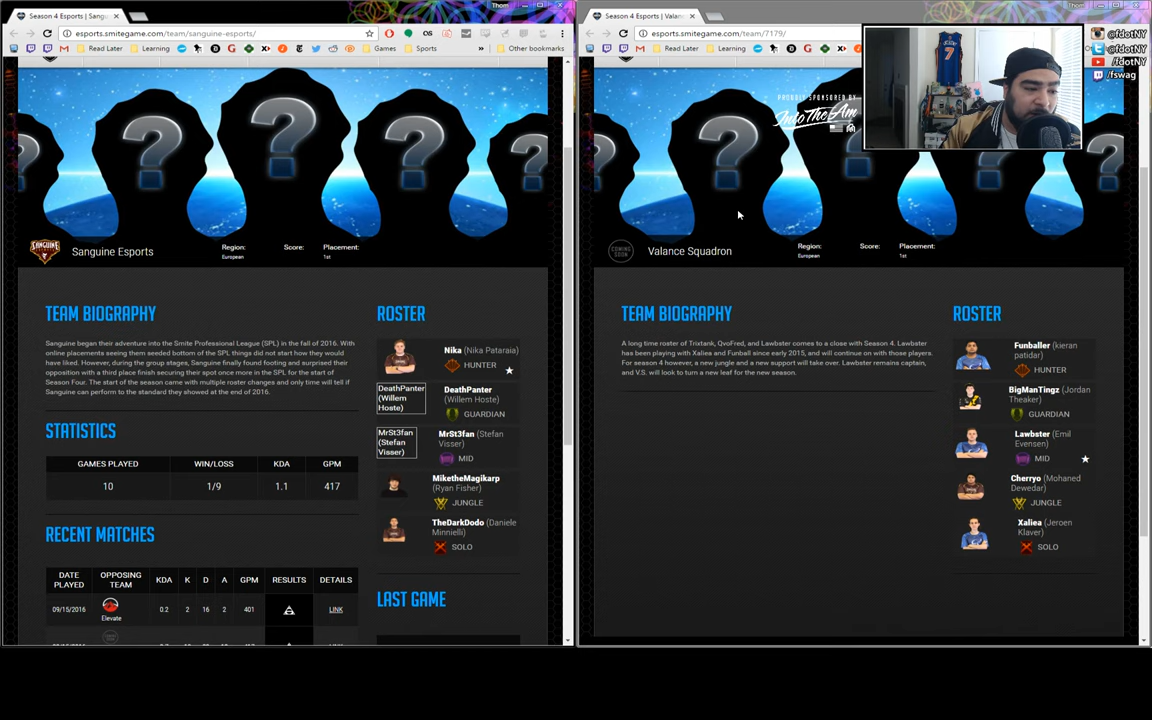 Thom
Season 4 Esports | Sangu
esports.smitegame.com/team/sanguine-esports/
Read Later
Learning
Games
Sports
»
Other bookmarks
Sanguine Esports
Region:
European
Score:
Placement:
1st
TEAM BIOGRAPHY
Sanguine began their adventure into the Smite Professional League (SPL) in the fall of 2016. With
online placements seeing them seeded bottom of the SPL things did not start how they would
have liked. However, during the group stages, Sanguine finally found footing and surprised their
opposition with a third place finish securing their spot once more in the SPL for the start of
Season Four. The start of the season came with multiple roster changes and only time will tell if
Sanguine can perform to the standard they showed at the end of 2016.
STATISTICS
GAMES PLAYED WIN/LOSS KDA GPM
10 1/9 1.1 417
RECENT MATCHES
DATE PLAYED OPPOSING TEAM KDA K D A GPM RESULTS DETAILS
09/15/2016 Elevate 0.2 2 16 2 401 LINK
ROSTER
Nika (Nika Pataraia)
HUNTER
DeathPanter (Willem Hoste)
DeathPanter (Willem Hoste)
GUARDIAN
MrSt3fan (Stefan Visser)
MrSt3fan (Stefan Visser)
MID
MiketheMagikarp (Ryan Fisher)
JUNGLE
TheDarkDodo (Daniele Minnielli)
SOLO
LAST GAME
Thom
Season 4 Esports | Valan
esports.smitegame.com/team/7179/
Read Later
Learning
PROUDLY SPONSORED BY
IntoTheAm
@fdotNY
@fdotNY
/fdotNY
/fswag
COMING SOON
Valance Squadron
Region:
European
Score:
Placement:
1st
TEAM BIOGRAPHY
A long time roster of Trixtank, QvoFred, and Lawbster comes to a close with Season 4. Lawbster
has been playing with Xaliea and Funball since early 2015, and will continue on with those players.
For season 4 however, a new jungle and a new support will take over. Lawbster remains captain,
and V.S. will look to turn a new leaf for the new season.
ROSTER
Funballer (kieran patidar)
HUNTER
BigManTingz (Jordan Theaker)
GUARDIAN
Lawbster (Emil Evensen)
MID
Cherryo (Mohaned Dewedar)
JUNGLE
Xaliea (Jeroen Klaver)
SOLO